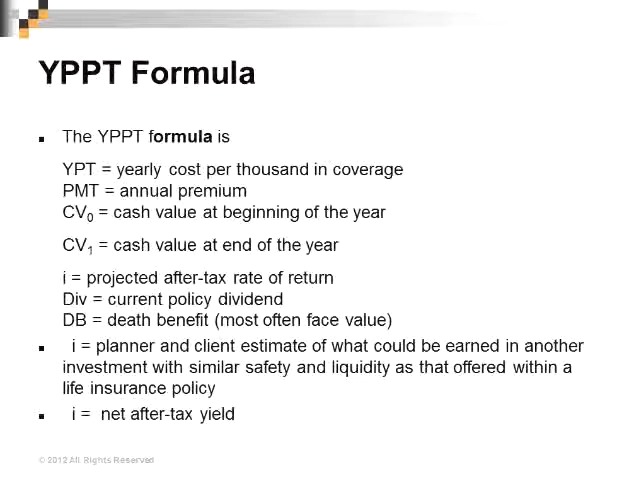 YPPT Formula
The YPPT formula is
YPT = yearly cost per thousand in coverage
PMT = annual premium
CV0 = cash value at beginning of the year
CV1 = cash value at end of the year
i = projected after-tax rate of return
Div = current policy dividend
DB = death benefit (most often face value)
i = planner and client estimate of what could be earned in another
investment with similar safety and liquidity as that offered within a
life insurance policy
i = net after-tax yield
© 2012 All Rights Reserved